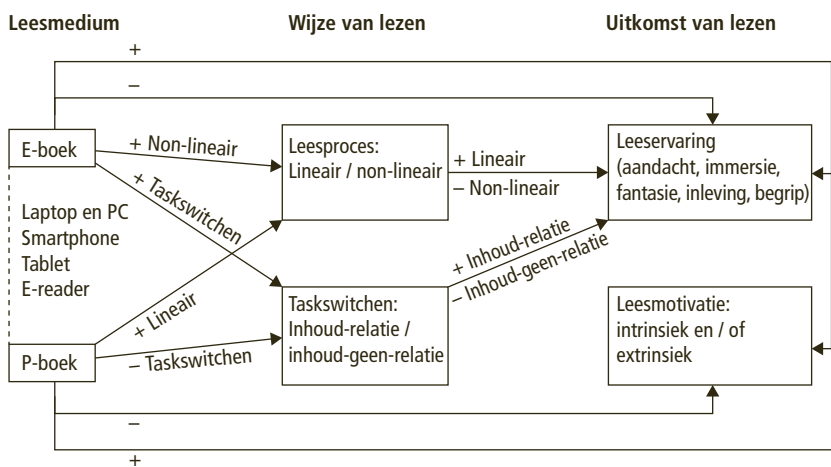 Leesmedium
Wijze van lezen
Uitkomst van lezen
+
–
E-boek
+ Non-lineair
+ Taskswitchen
Leesproces:
Lineair / non-lineair
+ Lineair
– Non-lineair
Leeservaring
(aandacht, immersie,
fantasie, inleving, begrip)
Laptop en PC
Smartphone
Tablet
E-reader
+ Inhoud-relatie
– Inhoud-geen-relatie
+ Lineair
– Taskswitchen
P-boek
Taskswitchen:
Inhoud-relatie /
inhoud-geen-relatie
Leesmotivatie:
intrinsiek en / of
extrinsiek
–
+